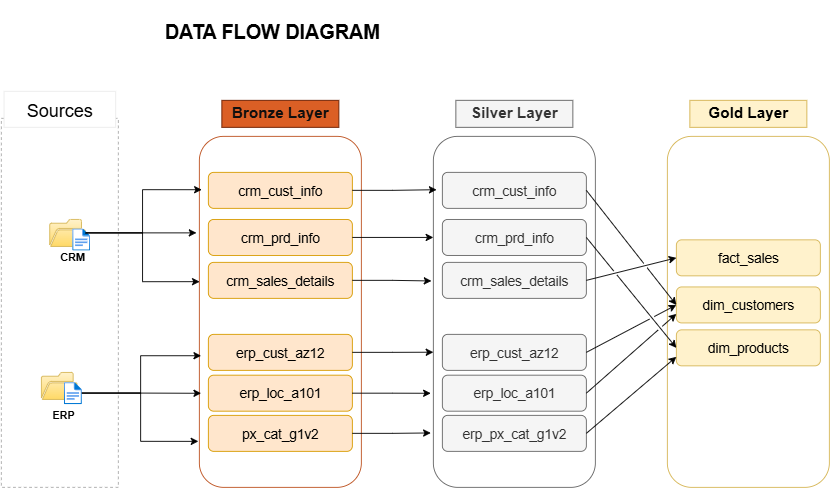 DATA FLOW DIAGRAM
Sources
Bronze Layer
Silver Layer
Gold Layer
crm_cust_info
crm_cust_info
crm_prd_info
crm_prd_info
CRM
fact_sales
crm_sales_details
crm_sales_details
dim_customers
erp_cust_az12
erp_cust_az12
dim_products
erp_loc_a101
erp_loc_a101
ERP
px_cat_g1v2
erp_px_cat_g1v2